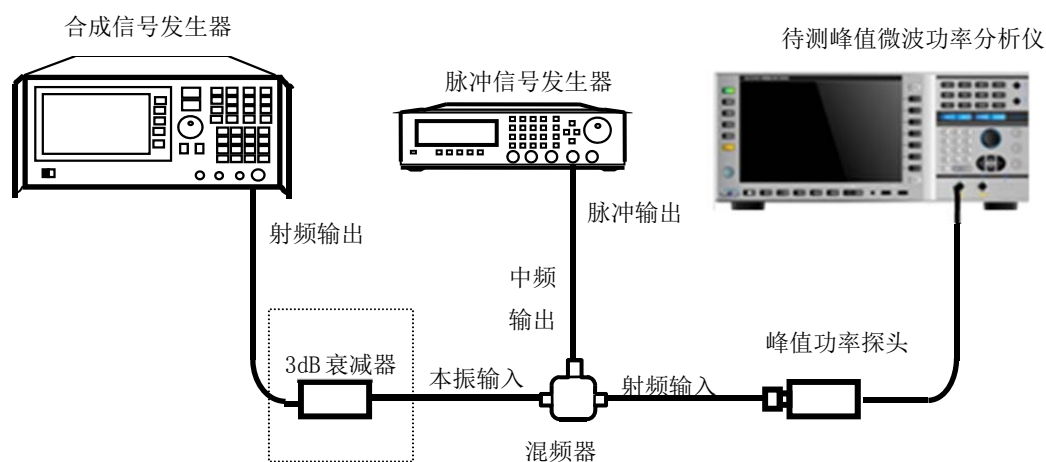 合成信号发生器
脉冲信号发生器
待测峰值微波功率分析仪
射频输出
脉冲输出
中频
输出
3dB 衰减器
本振输入
射频输入
峰值功率探头
混频器